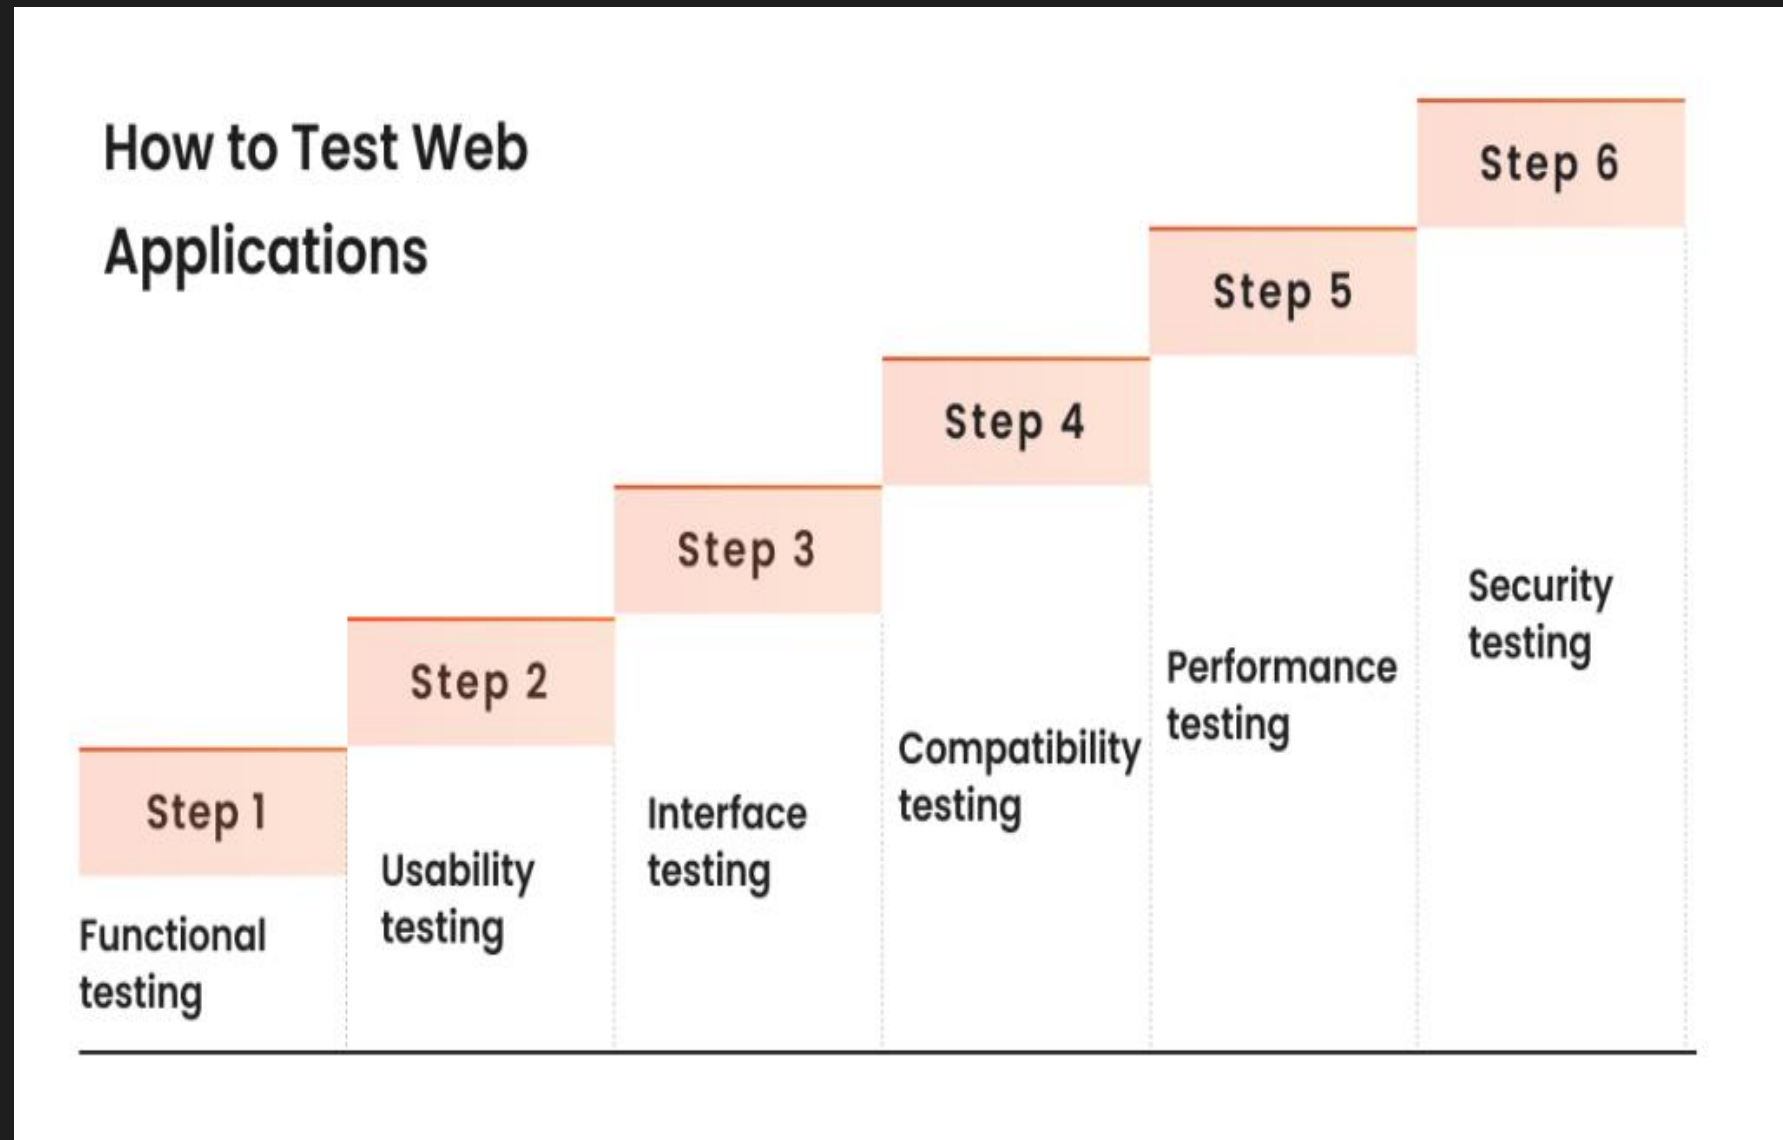 How to Test Web
Applications
Step 1
Functional
testing
Step 2
Usability
testing
Step 3
Interface
testing
Step 4
Compatibility
testing
Step 5
Performance
testing
Step 6
Security
testing